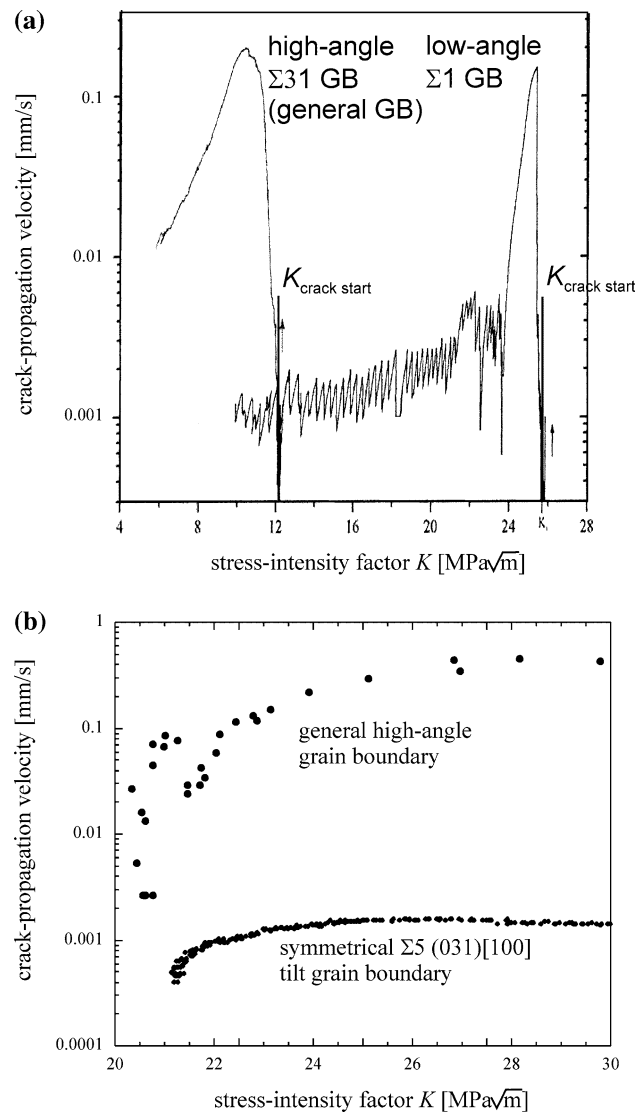 (a)
high-angle
Σ31 GB
(general GB)
low-angle
Σ1 GB
K crack start
K crack start
0.1
0.01
0.001
crack-propagation velocity [mm/s]
4 8 12 16 20 24 K 28
stress-intensity factor K [MPa√m]
(b)
1
0.1
0.01
0.001
0.0001
crack-propagation velocity [mm/s]
general high-angle
grain boundary
symmetrical Σ5 (031)[100]
tilt grain boundary
20 22 24 26 28 30
stress-intensity factor K [MPa√m]